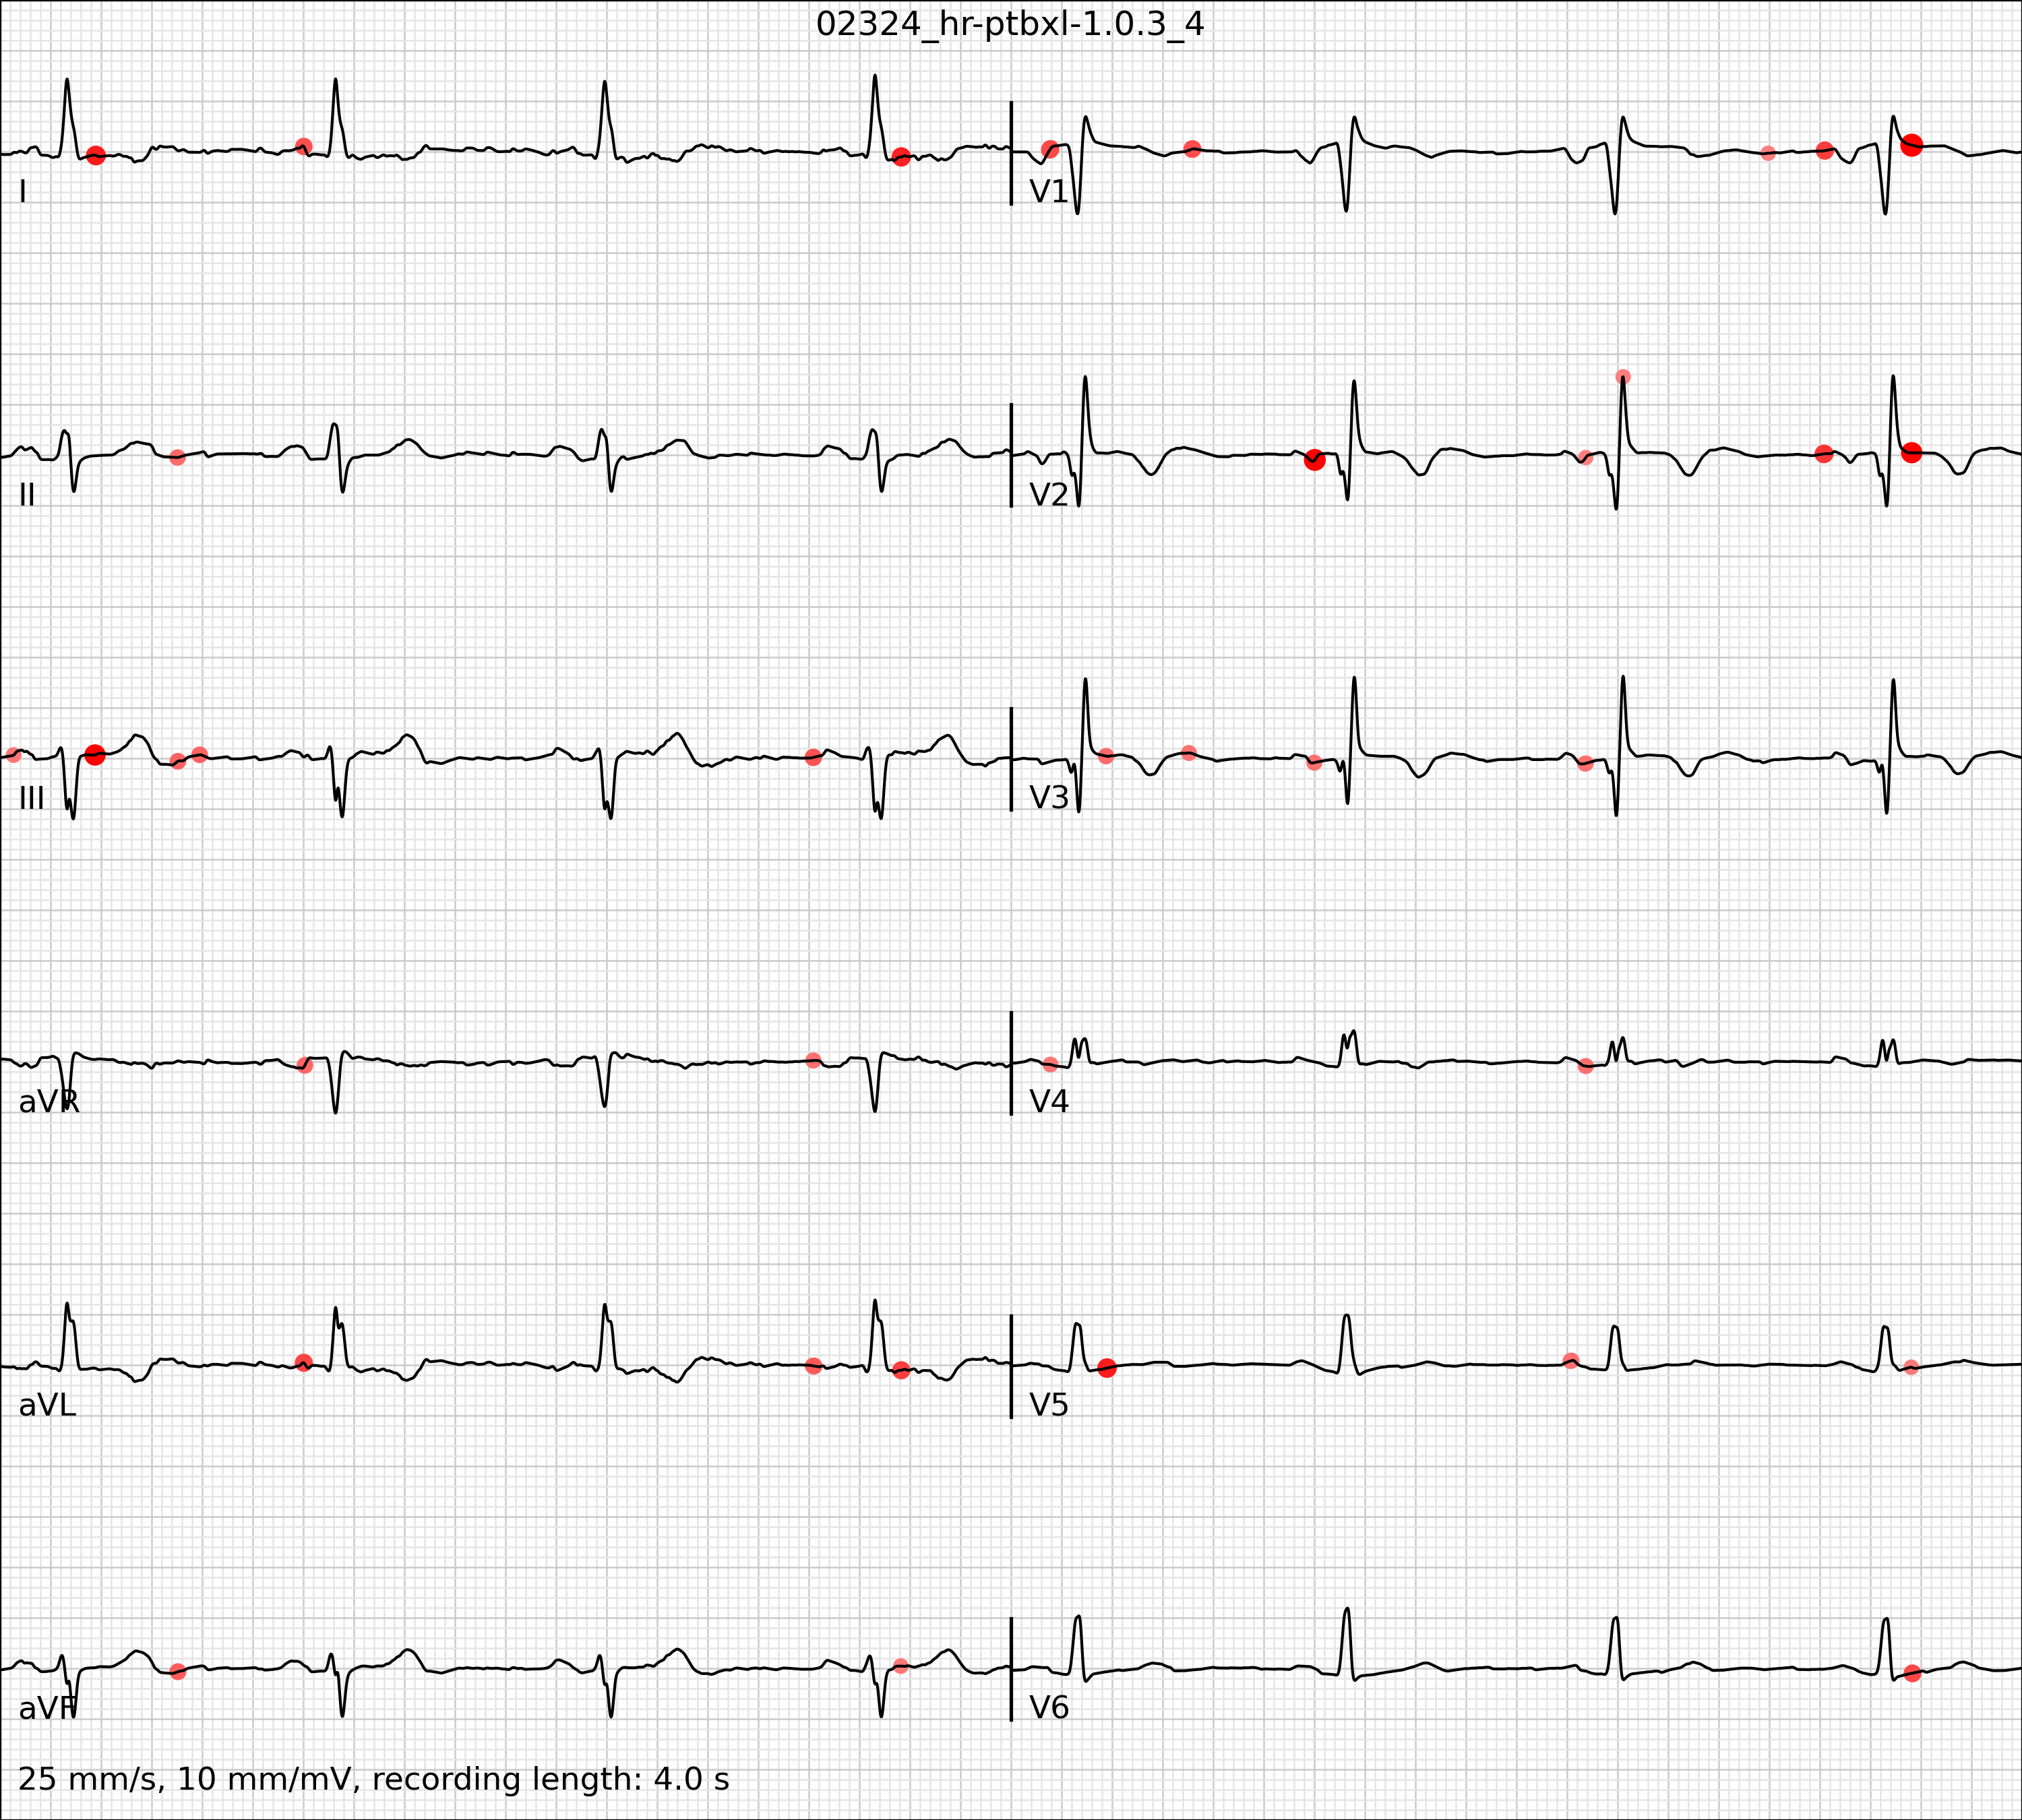 02324_hr-ptbxl-1.0.3_4
I
V1
II
V2
III
V3
aVR
V4
aVL
V5
aVF
V6
25 mm/s, 10 mm/mV, recording length: 4.0 s